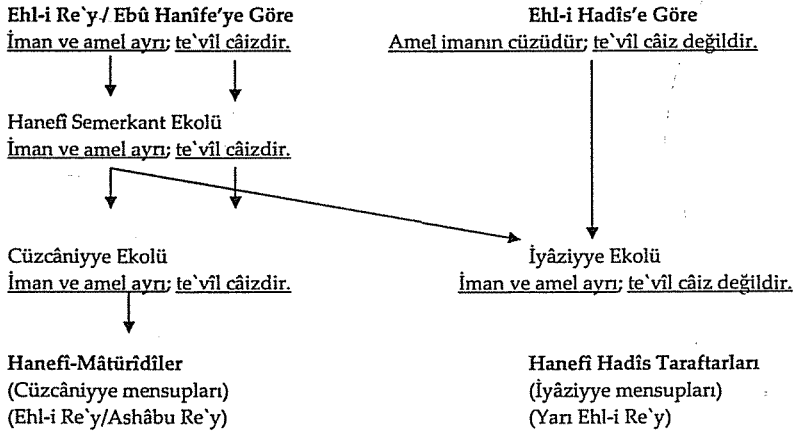 Ehl-i Re`y./ Ebû Hanîfe'ye Göre
İman ve amel ayrı; te`vîl câizdir.
Ehl-i Hadîs'e Göre
Amel imanın cüzüdür; te`vîl câiz değildir.
Hanefî Semerkant Ekolü
İman ve amel ayrı; te`vîl câizdir.
Cüzcâniyye Ekolü
İman ve amel ayrı; te`vîl câizdir.
İyâziyye Ekolü
İman ve amel ayrı; te`vîl câiz değildir.
Hanefî-Mâtürîdîler
(Cüzcâniyye mensupları)
(Ehl-i Re`y/Ashâbu Re`y)
Hanefî Hadîs Taraftarları
(İyâziyye mensupları)
(Yarı Ehl-i Re`y)